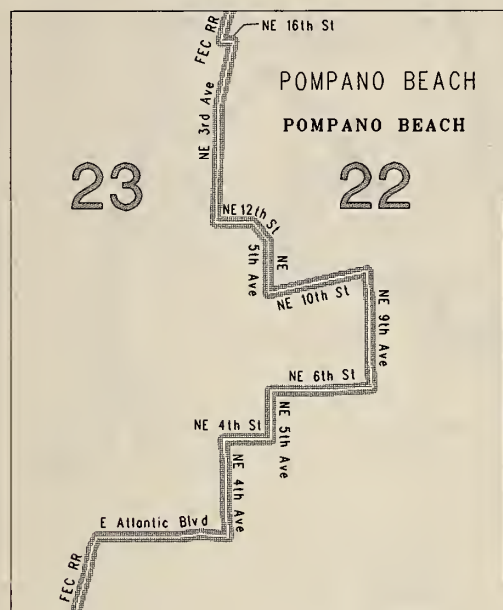 NE 16th St
FEC RR
POMPANO BEACH
NE 3rd Ave
POMPANO BEACH
23
22
NE 12th St
NE
5th Ave
NE 10th St
NE 9th Ave
NE 6th St
NE 4th St
NE 5th Ave
NE 4th Ave
E Atlantic Blvd
FEC RR